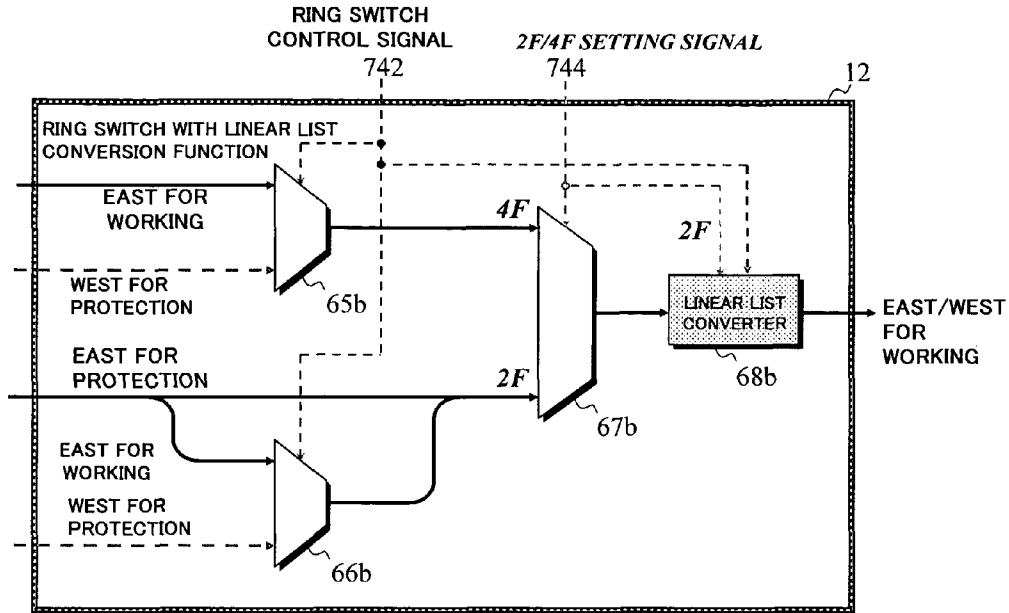 RING SWITCH
CONTROL SIGNAL
742
2F/4F SETTING SIGNAL
744
12
RING SWITCH WITH LINEAR LIST
CONVERSION FUNCTION
EAST FOR
WORKING
4F
2F
WEST FOR
PROTECTION
65b
LINEAR LIST
CONVERTER
EAST/WEST
FOR
WORKING
EAST FOR
PROTECTION
2F
68b
67b
EAST FOR
WORKING
WEST FOR
PROTECTION
66b